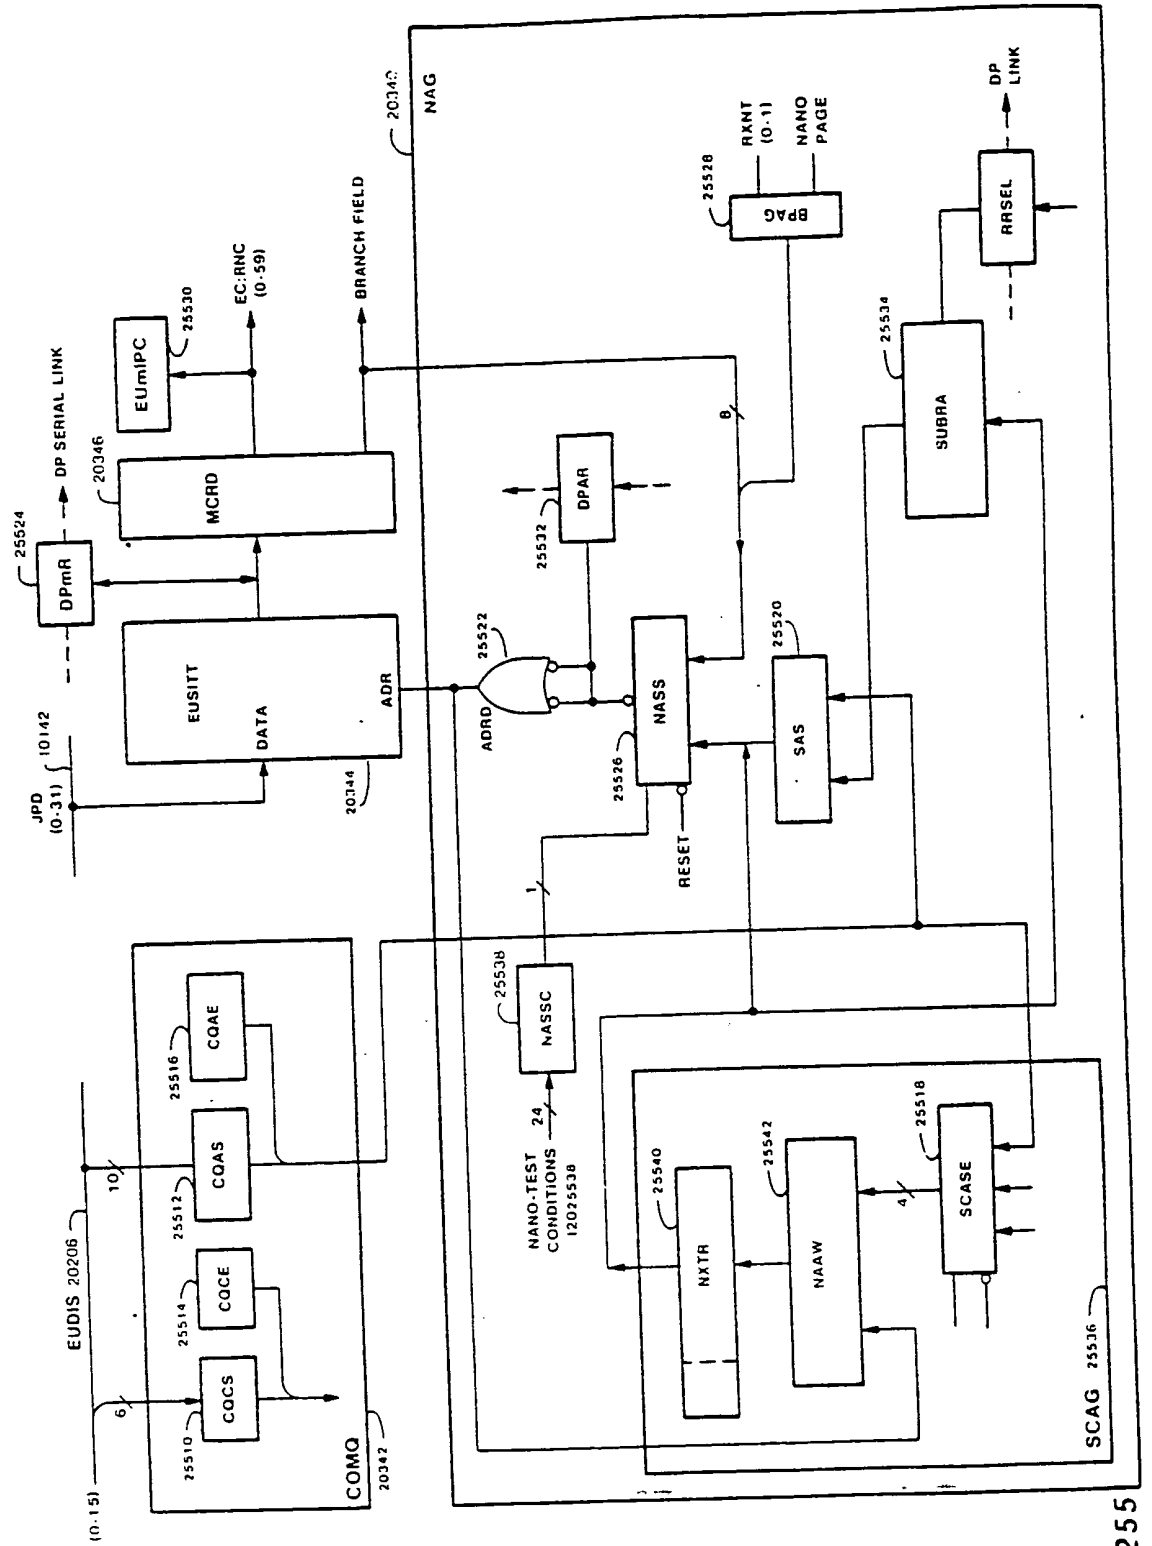 (0-15)
EUDIS 20206
6
10
25510
CQCS
25514
CQCE
25512
CQAS
25516
CQAE
COMQ
20342
JPD
(0-31)
10142
25524
DPmR
DP SERIAL LINK
EUSITT
DATA
ADR
20344
20346
MCRD
EUmIPC
25530
EC:RNC
(0-59)
BRANCH FIELD
NAG
NANO-TEST
CONDITIONS
12025538
24
NASSC
25538
1
ADRD
25522
25532
DPAR
RESET
25526
NASS
8
25528
BPAG
RXNT
(0-1)
NANO
PAGE
SAS
25520
SUBRA
25534
RRSEL
DP
LINK
NXTR
25540
NAAW
25542
4
SCASE
25518
SCAG
25536
255